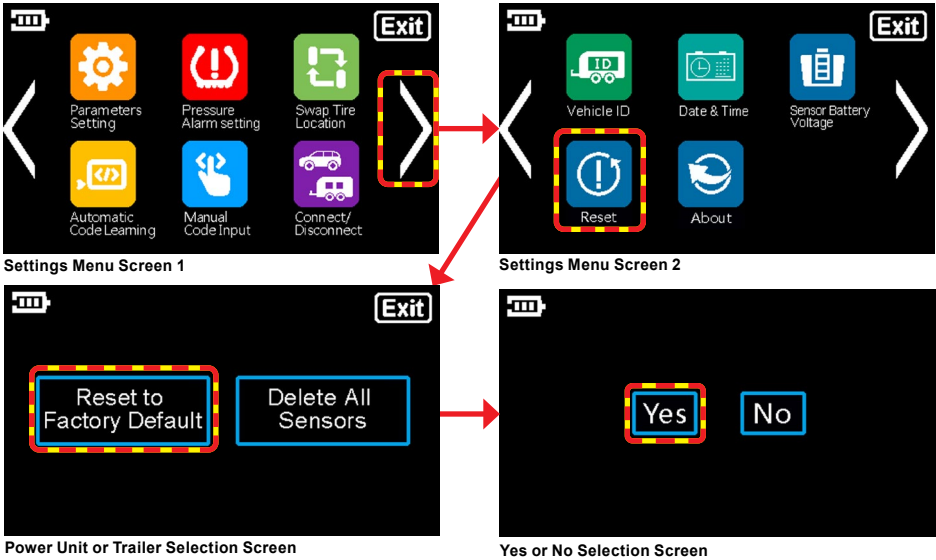 Exit
Parameters
Setting
Pressure
Alarm setting
Swap Tire
Location
Automatic
Code Learning
Manual
Code Input
Connect/
Disconnect
Settings Menu Screen 1
Exit
ID
Vehicle ID
Date & Time
Sensor Battery
Voltage
Reset
About
Settings Menu Screen 2
Exit
Reset to
Factory Default
Delete All
Sensors
Power Unit or Trailer Selection Screen
Yes
No
Yes or No Selection Screen